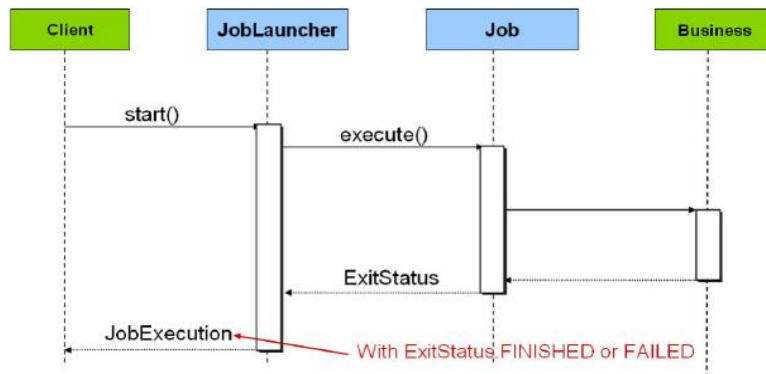 Client
JobLauncher
Job
Business
start()
execute()
ExitStatus
JobExecution
With ExitStatus.FINISHED or FAILED